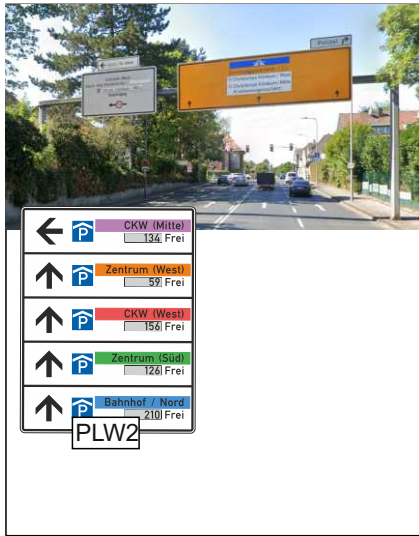 Polizei
CKW (Mitte)
P
134 Frei
Zentrum (West)
P
59 Frei
CKW (West)
P
156 Frei
Zentrum (Süd)
P
126 Frei
Bahnhof / Nord
P
210 Frei
PLW2